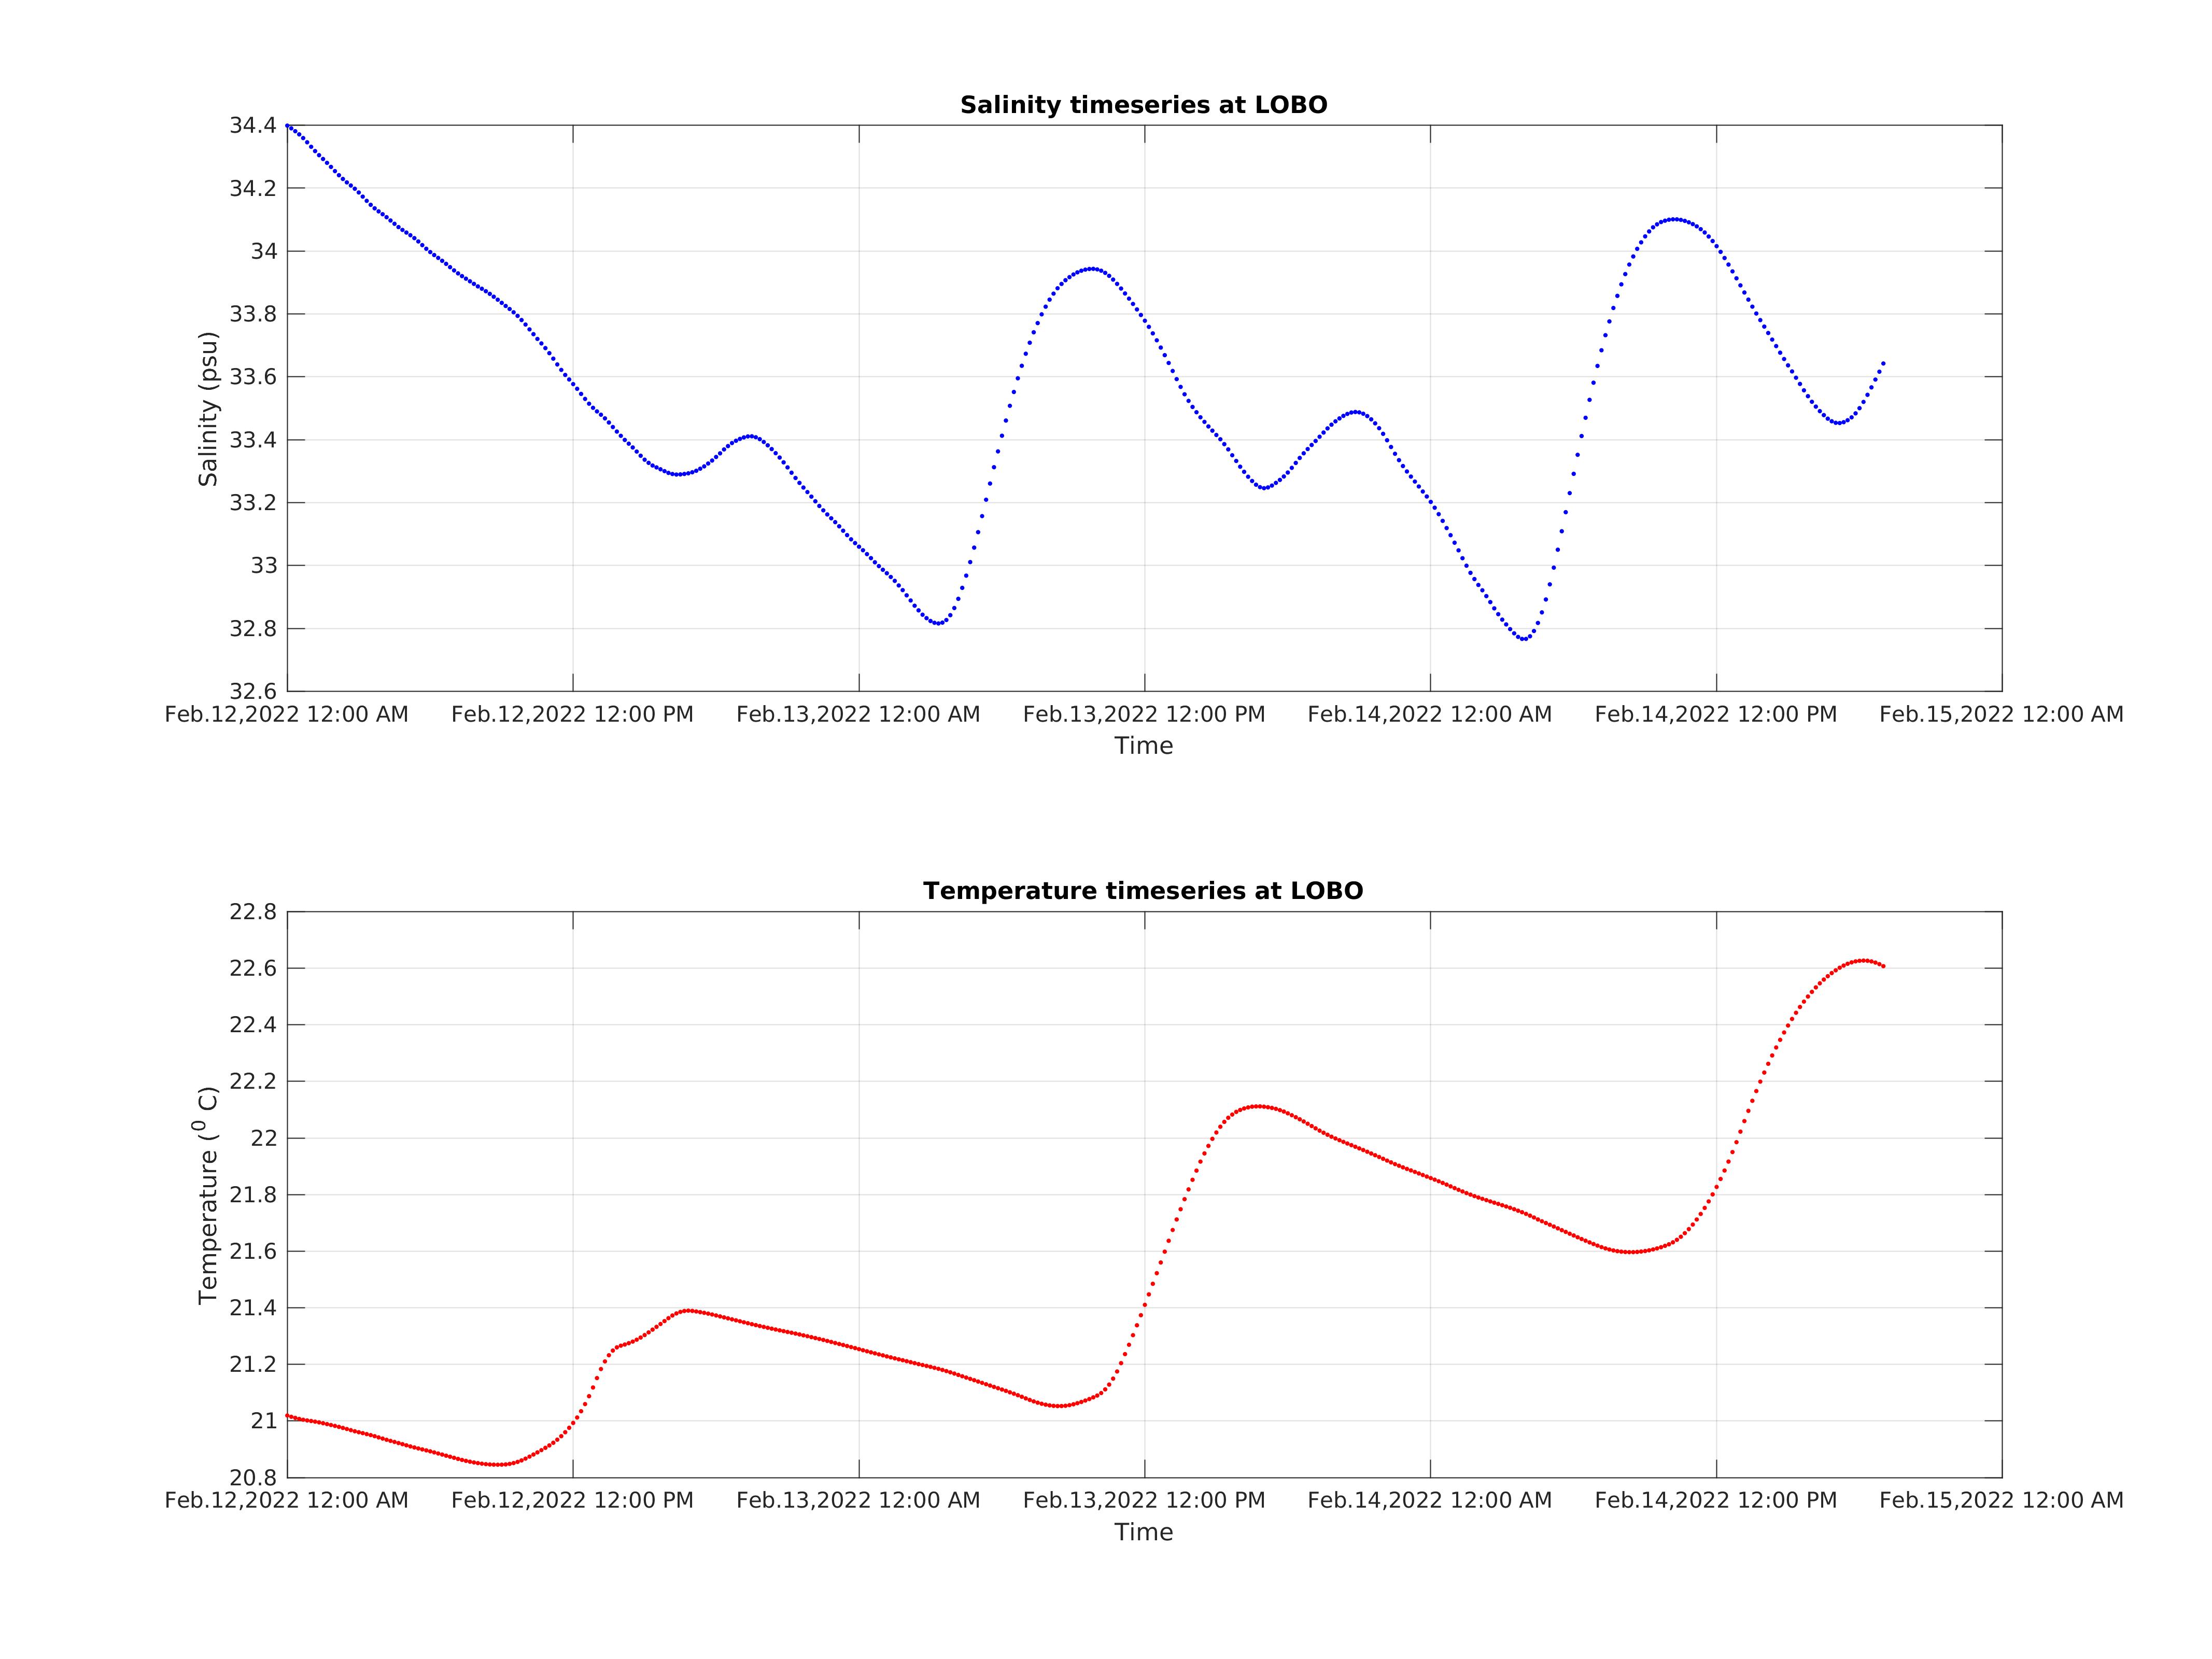 Salinity timeseries at LOBO
34.4
34.2
34
33.8
33.6
33.4
33.2
33
32.8
32.6
Salinity (psu)
Feb.12,2022 12:00 AM Feb.12,2022 12:00 PM Feb.13,2022 12:00 AM Feb.13,2022 12:00 PM Feb.14,2022 12:00 AM Feb.14,2022 12:00 PM Feb.15,2022 12:00 AM
Time
Temperature timeseries at LOBO
22.8
22.6
22.4
22.2
22
21.8
21.6
21.4
21.2
21
20.8
Temperature (⁰ C)
Feb.12,2022 12:00 AM Feb.12,2022 12:00 PM Feb.13,2022 12:00 AM Feb.13,2022 12:00 PM Feb.14,2022 12:00 AM Feb.14,2022 12:00 PM Feb.15,2022 12:00 AM
Time